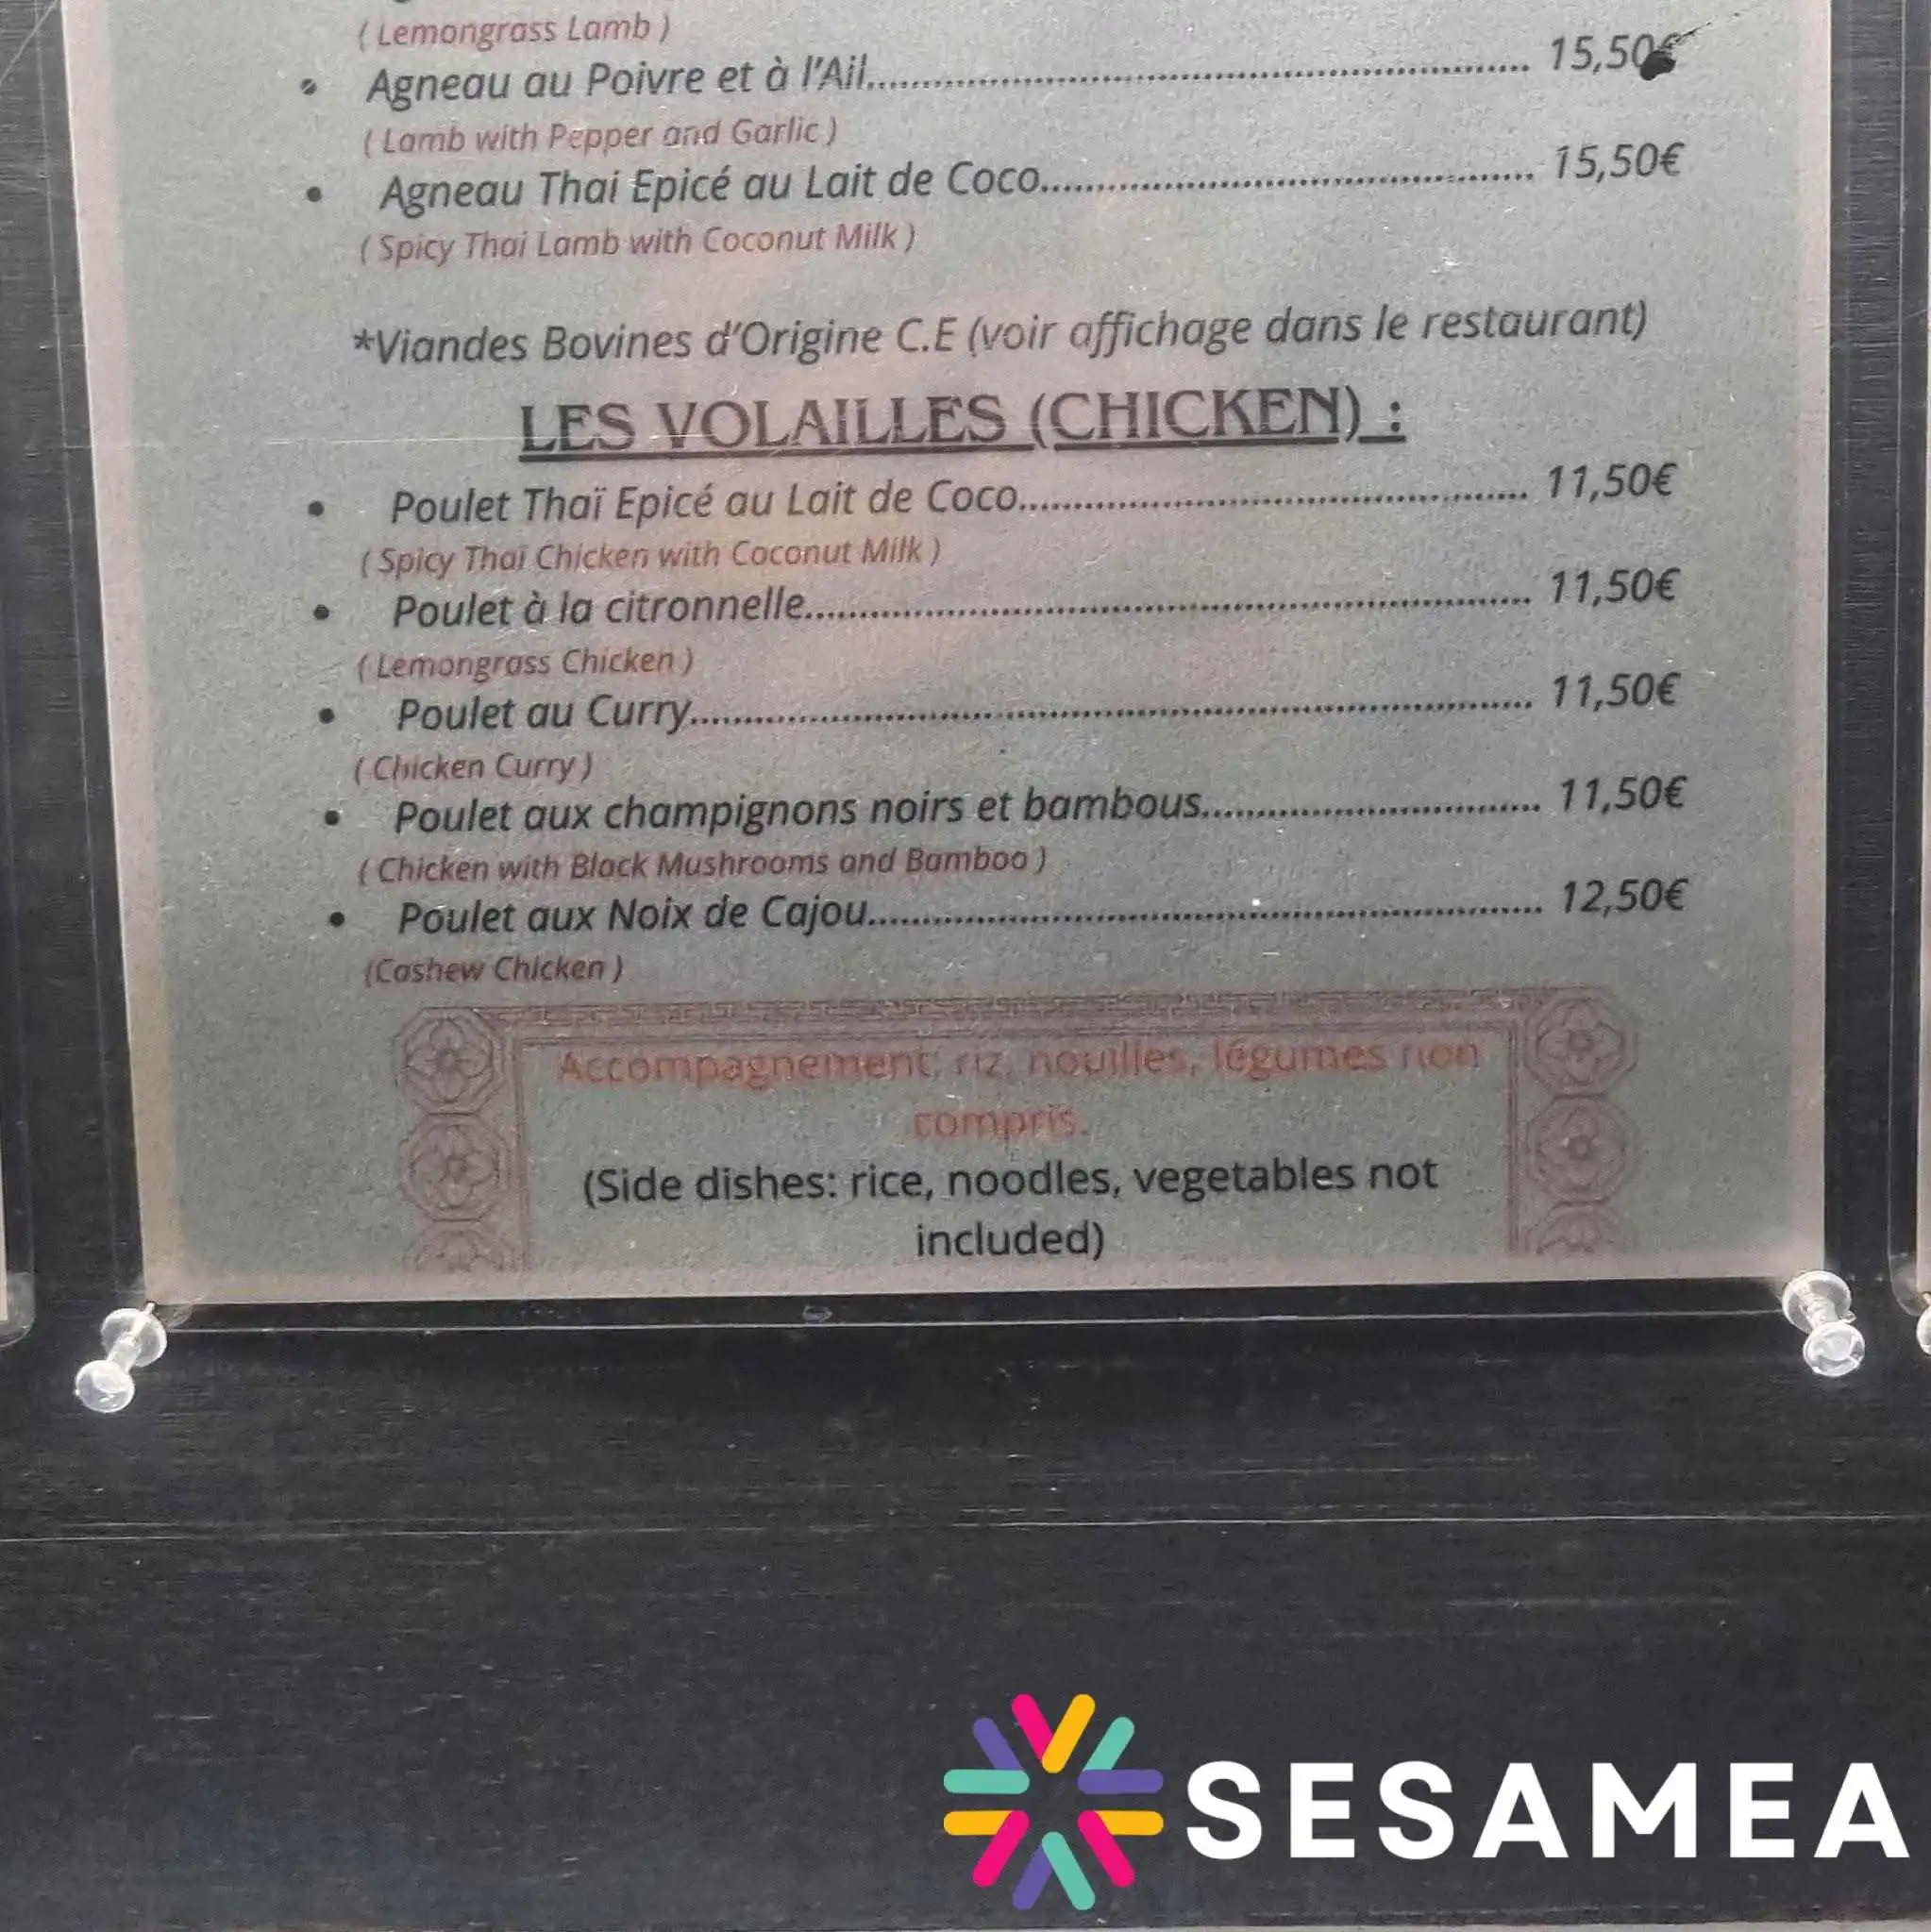 ( Lemongrass Lamb )
• Agneau au Poivre et à l'Ail.......... 15,50€
( Lamb with Pepper and Garlic )
• Agneau Thai Epicé au Lait de Coco.......... 15,50€
( Spicy Thai Lamb with Coconut Milk )
*Viandes Bovines d'Origine C.E (voir affichage dans le restaurant)
LES VOLAILLES (CHICKEN) :
• Poulet Thaï Epicé au Lait de Coco.......... 11,50€
( Spicy Thaï Chicken with Coconut Milk )
• Poulet à la citronnelle.......... 11,50€
( Lemongrass Chicken )
• Poulet au Curry.......... 11,50€
( Chicken Curry )
• Poulet aux champignons noirs et bambous.......... 11,50€
( Chicken with Black Mushrooms and Bamboo )
• Poulet aux Noix de Cajou.......... 12,50€
(Cashew Chicken )
Accompagnement: riz, nouilles, légumes non
compris.
(Side dishes: rice, noodles, vegetables not
included)
SESAMEA